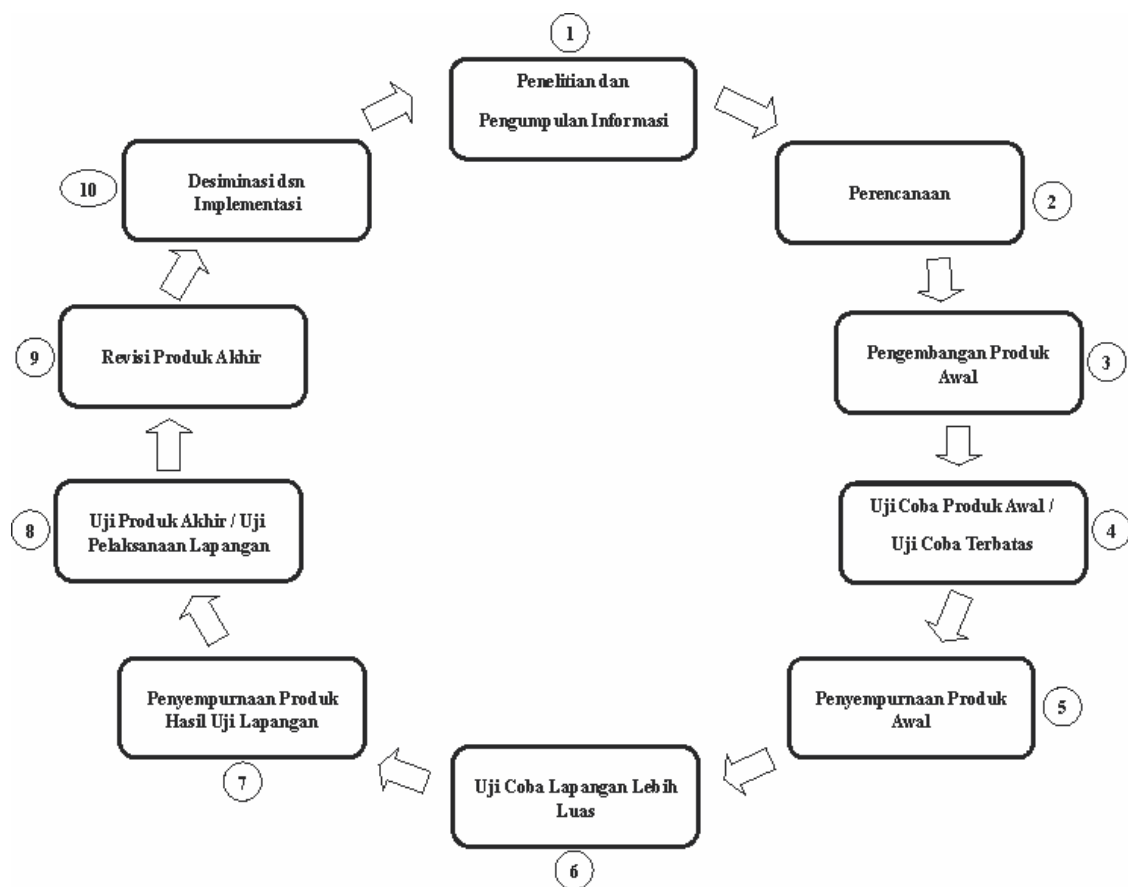 1
Penelitian dan
Pengumpulan Informasi
2
Perencanaan
3
Pengembangan Produk
Awal
4
Uji Coba Produk Awal /
Uji Coba Terbatas
5
Penyempurnaan Produk
Awal
6
Uji Coba Lapangan Lebih
Luas
7
Penyempurnaan Produk
Hasil Uji Lapangan
8
Uji Produk Akhir / Uji
Pelaksanaan Lapangan
9
Revisi Produk Akhir
10
Desiminasi dsn
Implementasi